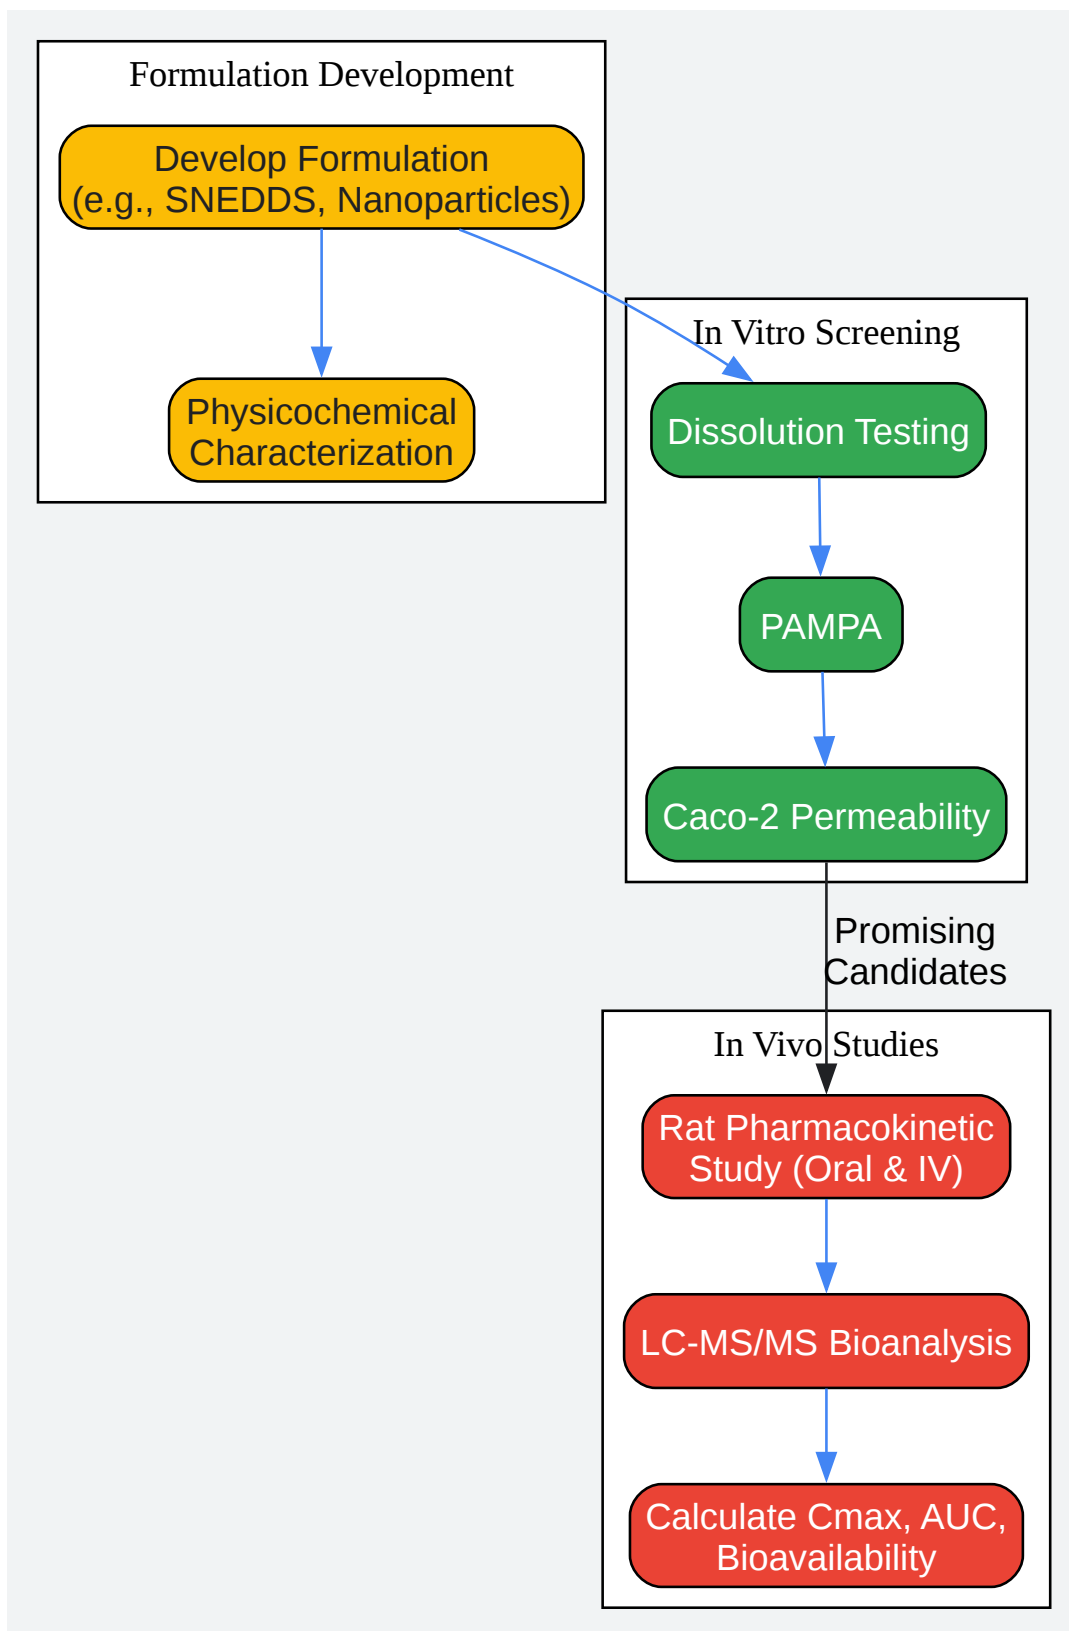 Formulation Development
Develop Formulation
(e.g., SNEDDS, Nanoparticles)
Physicochemical
Characterization
In Vitro Screening
Dissolution Testing
PAMPA
Caco-2 Permeability
Promising
Candidates
In Vivo Studies
Rat Pharmacokinetic
Study (Oral & IV)
LC-MS/MS Bioanalysis
Calculate Cmax, AUC,
Bioavailability